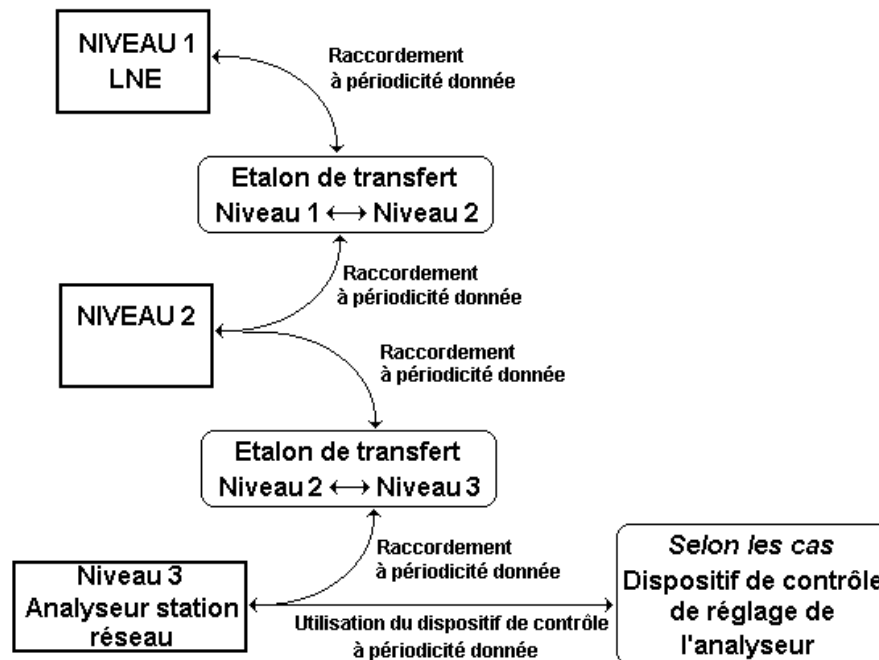 NIVEAU 1
LNE
Raccordement
à périodicité donnée
Etalon de transfert
Niveau 1 ↔ Niveau 2
Raccordement
à périodicité donnée
NIVEAU 2
Raccordement
à périodicité donnée
Etalon de transfert
Niveau 2 ↔ Niveau 3
Raccordement
à périodicité donnée
Niveau 3
Analyseur station
réseau
Utilisation du dispositif de contrôle
à périodicité donnée
Selon les cas
Dispositif de contrôle
de réglage de
l'analyseur